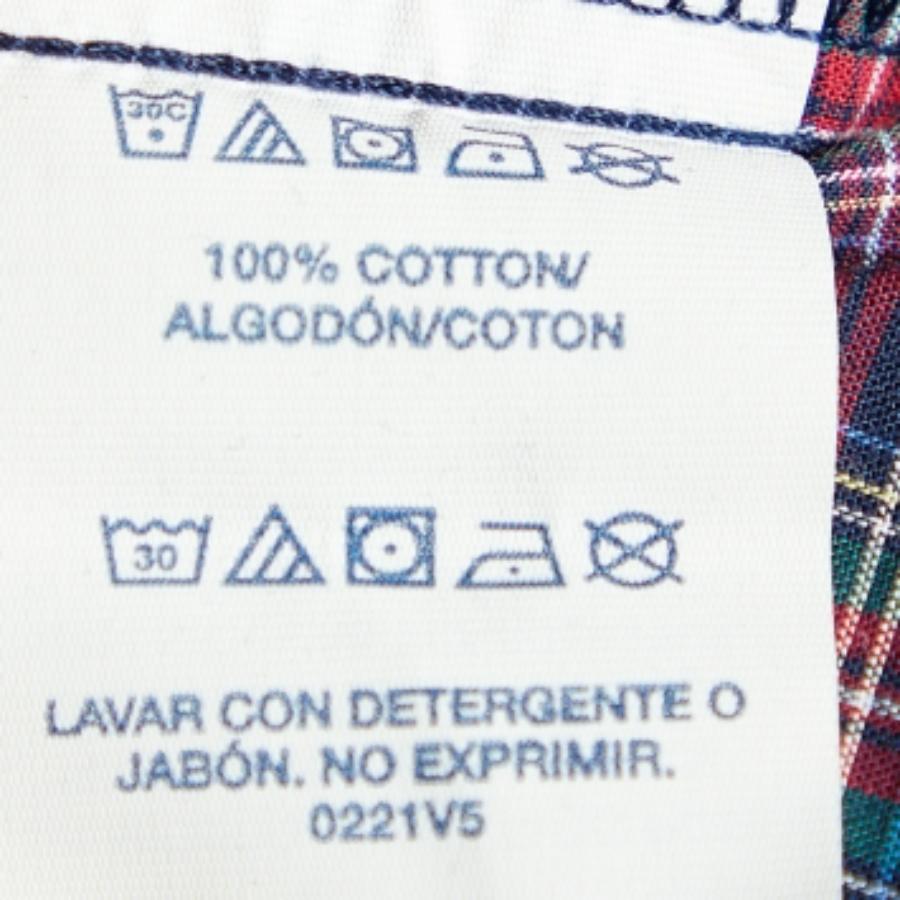 30C
100% COTTON/
ALGODÓN/COTON
30
LAVAR CON DETERGENTE O
JABÓN. NO EXPRIMIR.
0221V5